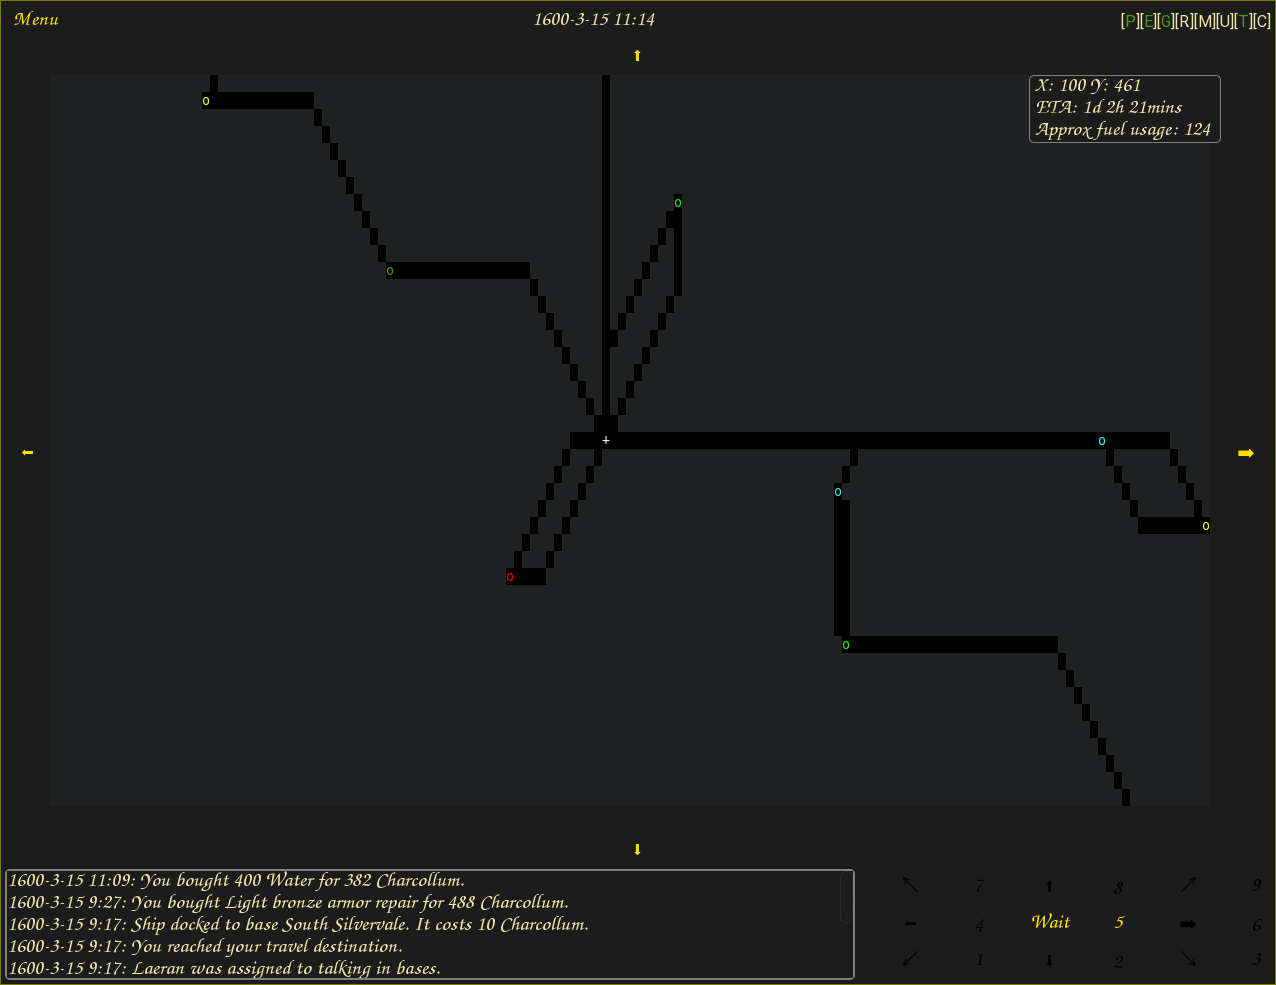 Menu 1600-3-15 11:14 [P][E][G][R][M][U][T][C]
X: 100 Y: 461
ETA: 1d 2h 21mins
Approx fuel usage: 124
1600-3-15 11:09: You bought 400 Water for 382 Charcollum.
1600-3-15 9:27: You bought Light bronze armor repair for 488 Charcollum.
1600-3-15 9:17: Ship docked to base South Silvervale. It costs 10 Charcollum.
1600-3-15 9:17: You reached your travel destination.
1600-3-15 9:17: Laeran was assigned to talking in bases.
7 8 9
4 Wait 5 6
1 2 3